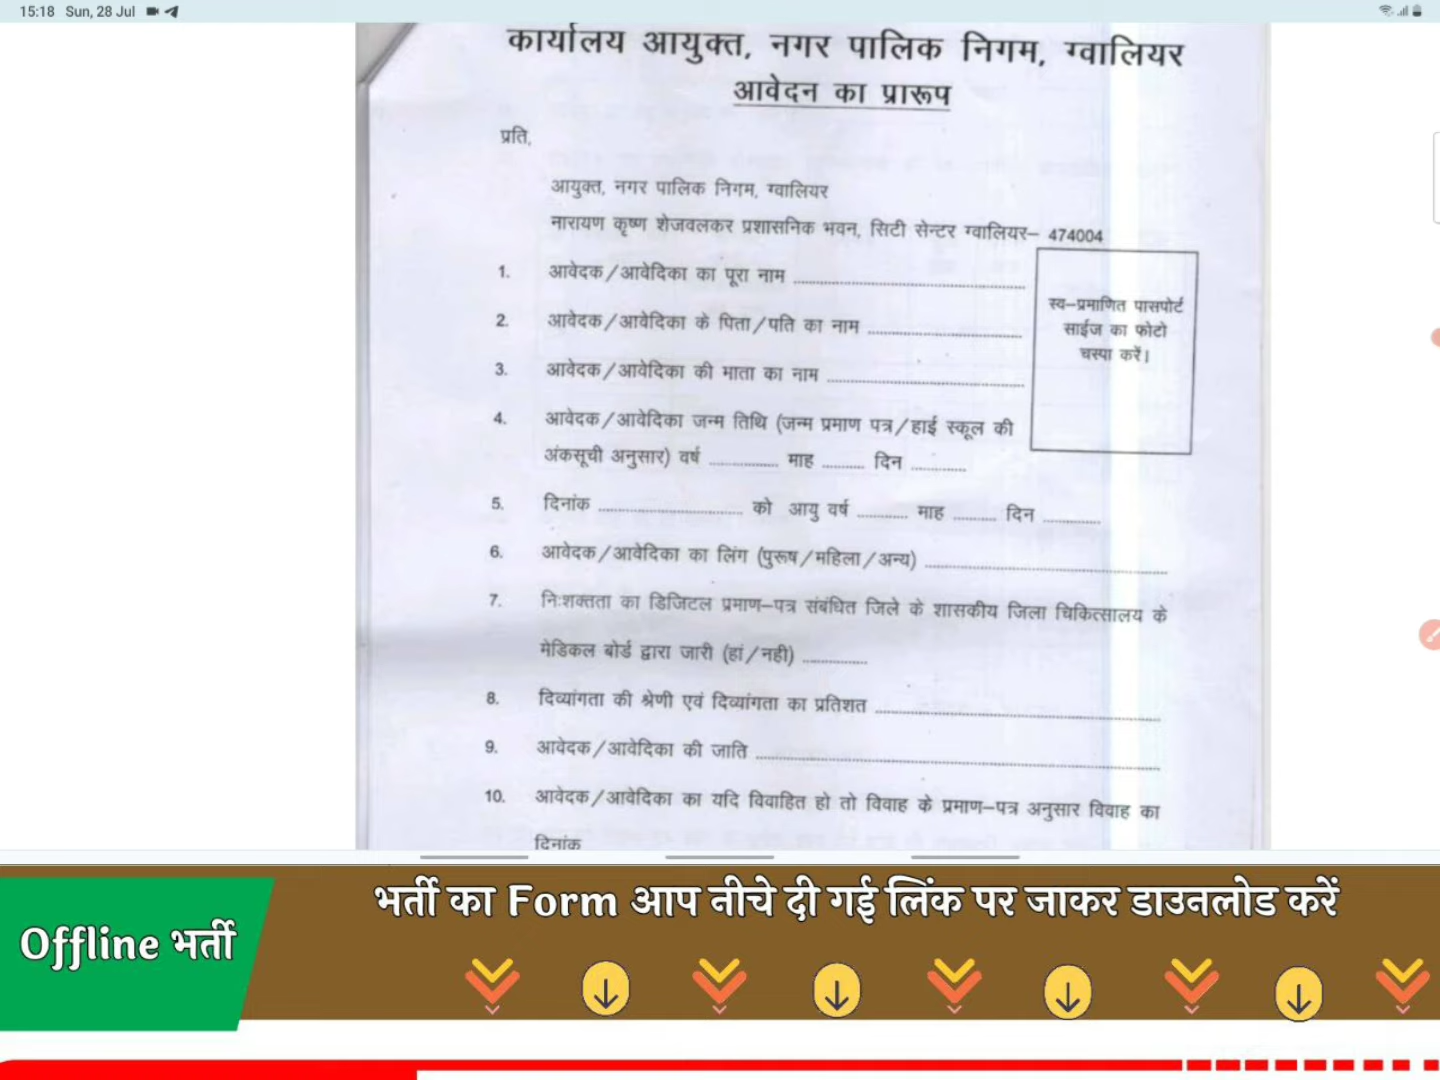 15:18 Sun, 28 Jul
कार्यालय आयुक्त, नगर पालिक निगम, ग्वालियर
आवेदन का प्रारूप
प्रति,
आयुक्त, नगर पालिक निगम, ग्वालियर
नारायण कृष्ण शेजवलकर प्रशासनिक भवन, सिटी सेन्टर ग्वालियर– 474004
1. आवेदक/आवेदिका का पूरा नाम
2. आवेदक/आवेदिका के पिता/पति का नाम
3. आवेदक/आवेदिका की माता का नाम
स्व–प्रमाणित पासपोर्ट
साईज का फोटो
चस्पा करें।
4. आवेदक/आवेदिका जन्म तिथि (जन्म प्रमाण पत्र/हाई स्कूल की
अंकसूची अनुसार) वर्ष .............. माह ......... दिन ...........
5. दिनांक ............................. को आयु वर्ष .......... माह ......... दिन ...........
6. आवेदक/आवेदिका का लिंग (पुरूष/महिला/अन्य)
7. निःशक्तता का डिजिटल प्रमाण–पत्र संबंधित जिले के शासकीय जिला चिकित्सालय के
मेडिकल बोर्ड द्वारा जारी (हां/नही) .............
8. दिव्यांगता की श्रेणी एवं दिव्यांगता का प्रतिशत
9. आवेदक/आवेदिका की जाति
10. आवेदक/आवेदिका का यदि विवाहित हो तो विवाह के प्रमाण–पत्र अनुसार विवाह का
दिनांक
भर्ती का Form आप नीचे दी गई लिंक पर जाकर डाउनलोड करें
Offline भर्ती